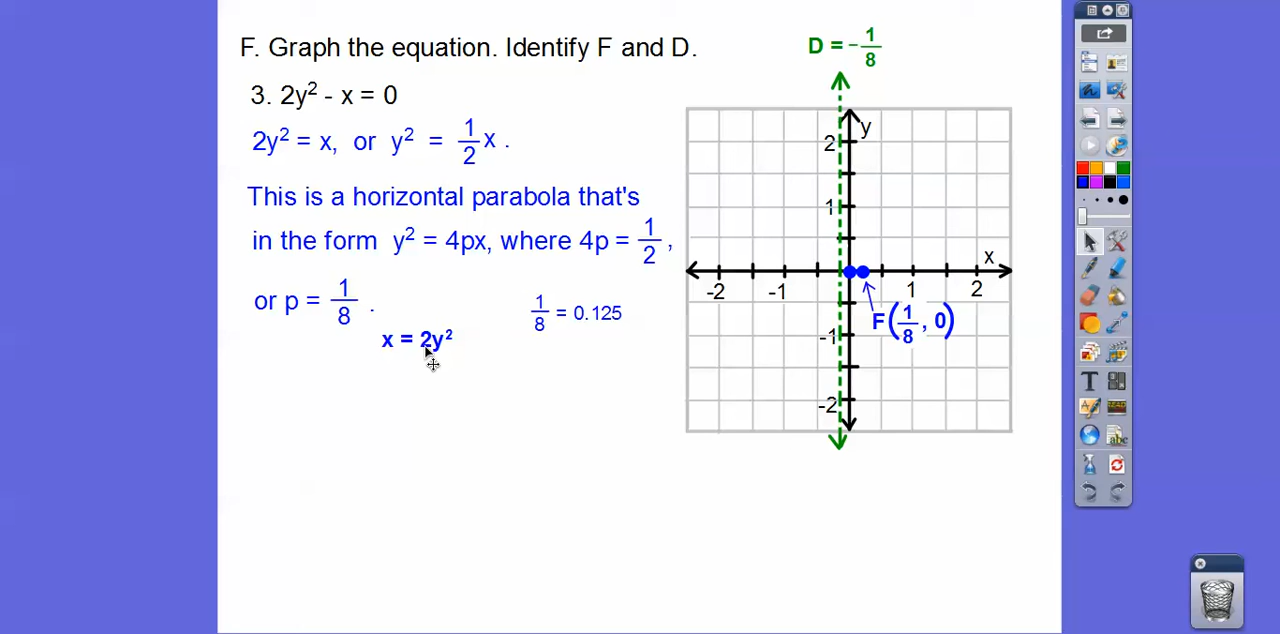 F. Graph the equation. Identify F and D.
3. 2y² - x = 0
2y² = x, or y² = 1/2 x .
This is a horizontal parabola that's
in the form y² = 4px, where 4p = 1/2 ,
or p = 1/8 .
1/8 = 0.125
x = 2y²
D = -1/8
y
2
1
x
-2 -1 1 2
F(1/8, 0)
-1
-2
T
abc